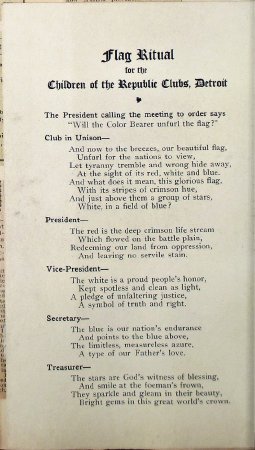 Flag Ritual
for the
Children of the Republic Clubs, Detroit
The President calling the meeting to order says
"Will the Color Bearer unfurl the flag?"
Club in Unison—
And now to the breezes, our beautiful flag,
Unfurl for the nations to view,
Let tyranny tremble and wrong hide away,
At the sight of its red, white and blue.
And what does it mean, this glorious flag,
With its stripes of crimson hue,
And just above them a group of stars,
White, in a field of blue?
President—
The red is the deep crimson life stream
Which flowed on the battle plain,
Redeeming our land from oppression,
And leaving no servile stain.
Vice-President—
The white is a proud people's honor,
Kept spotless and clean as light,
A pledge of unfaltering justice,
A symbol of truth and right.
Secretary—
The blue is our nation's endurance
And points to the blue above,
The limitless, measureless azure,
A type of our Father's love.
Treasurer—
The stars are God's witness of blessing,
And smile at the foeman's frown,
They sparkle and gleam in their beauty,
Bright gems in this great world's crown.